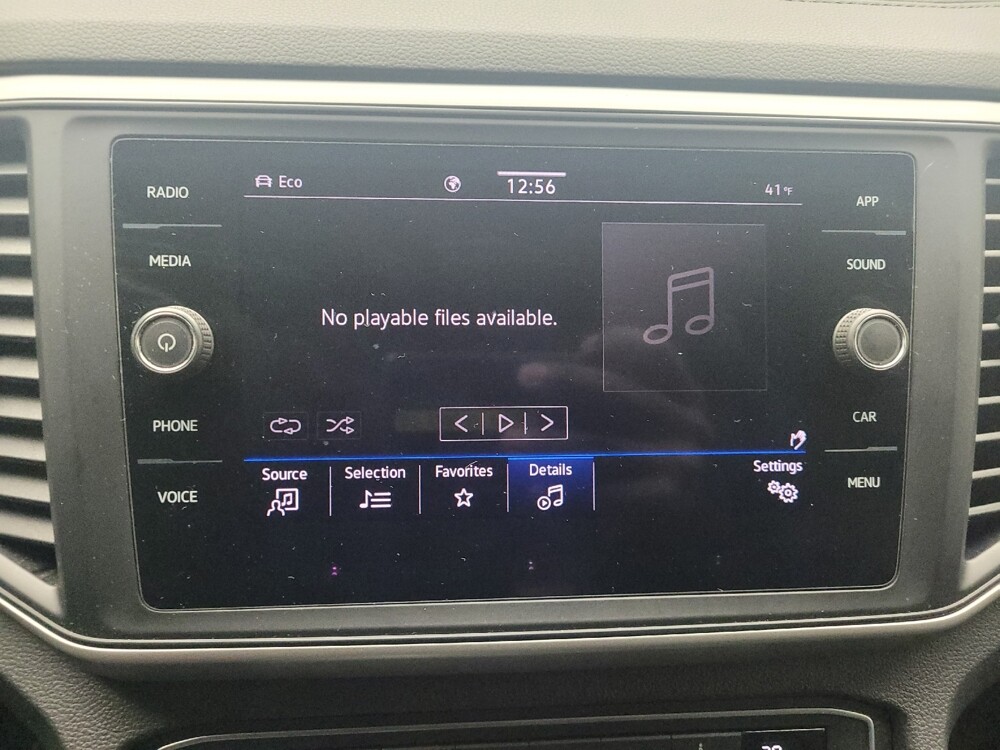 RADIO
MEDIA
PHONE
VOICE
Eco
12:56
41°F
No playable files available.
Source
Selection
Favorites
Details
Settings
APP
SOUND
CAR
MENU